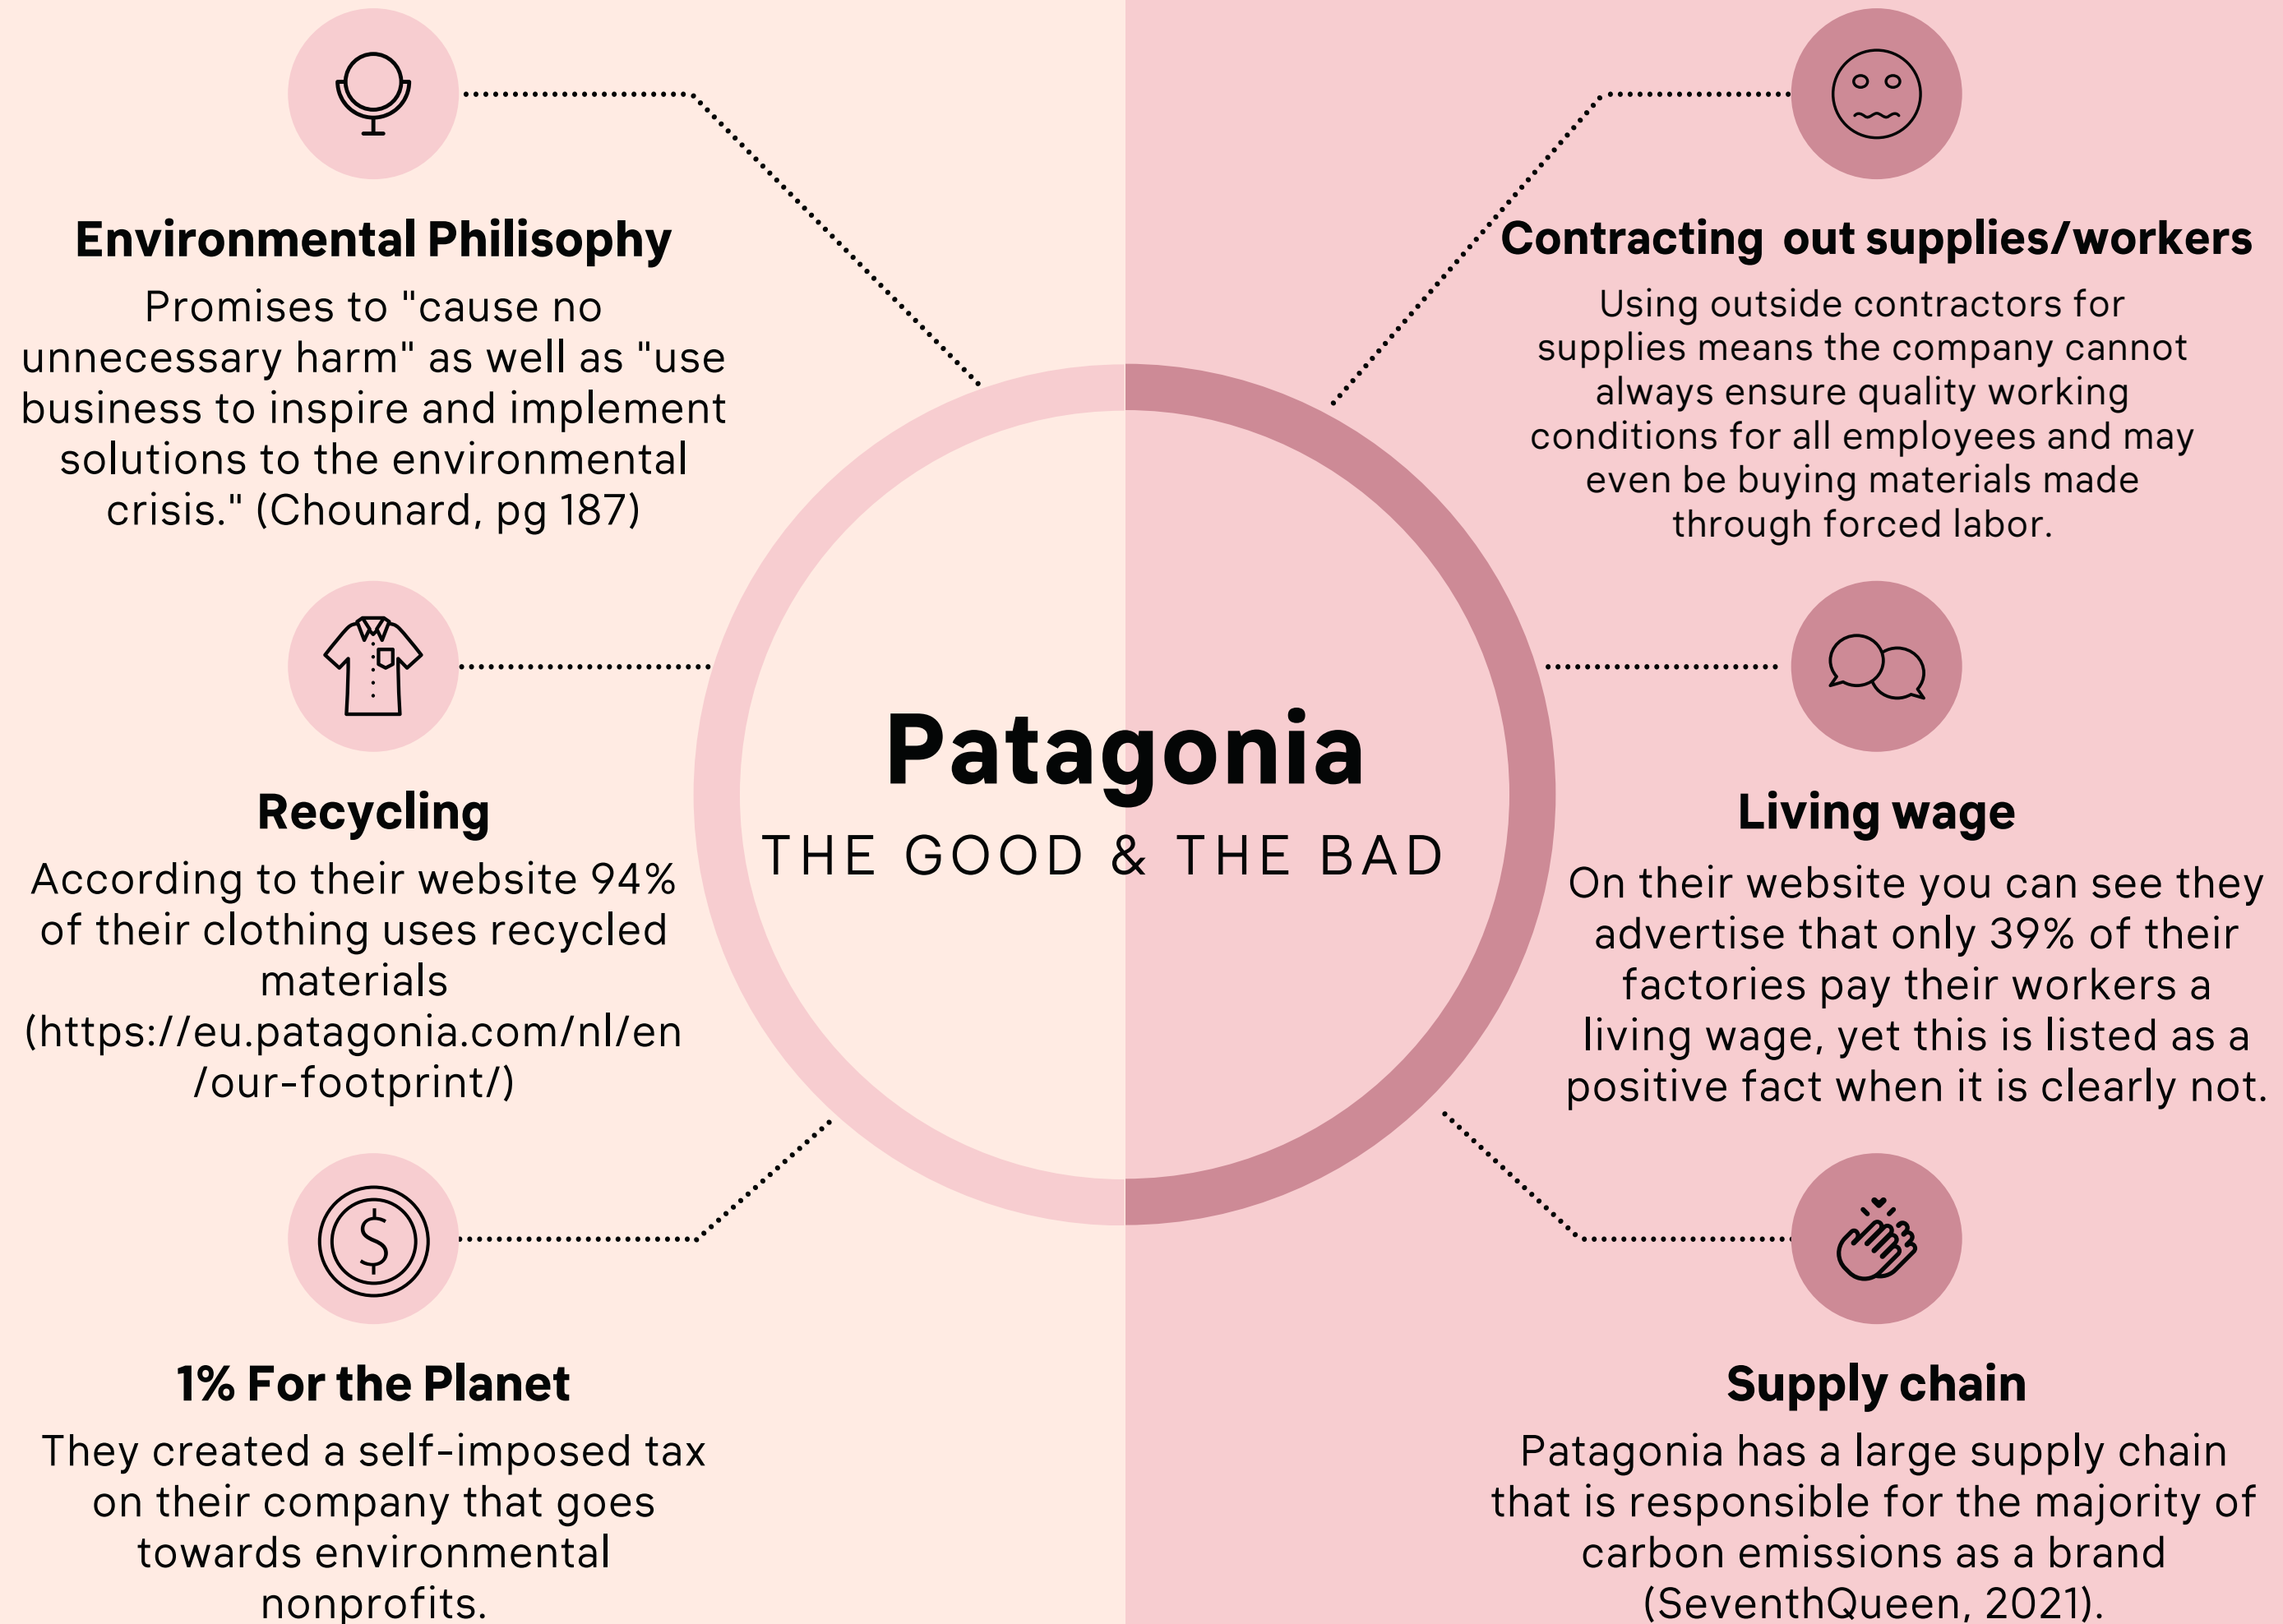 Environmental Philisophy
Promises to "cause no
unnecessary harm" as well as "use
business to inspire and implement
solutions to the environmental
crisis." (Chounard, pg 187)
Recycling
According to their website 94%
of their clothing uses recycled
materials
(https://eu.patagonia.com/nl/en
/our-footprint/)
$
1% For the Planet
They created a self-imposed tax
on their company that goes
towards environmental
nonprofits.
Patagonia
THE GOOD & THE BAD
Contracting out supplies/workers
Using outside contractors for
supplies means the company cannot
always ensure quality working
conditions for all employees and may
even be buying materials made
through forced labor.
Living wage
On their website you can see they
advertise that only 39% of their
factories pay their workers a
living wage, yet this is listed as a
positive fact when it is clearly not.
Supply chain
Patagonia has a large supply chain
that is responsible for the majority of
carbon emissions as a brand
(SeventhQueen, 2021).